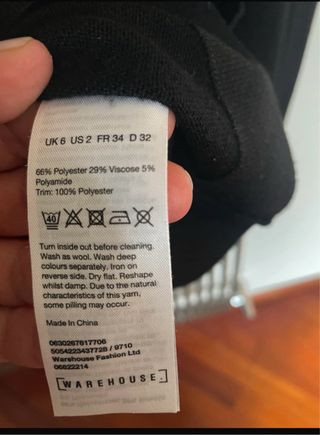 UK 6 US 2 FR 34 D 32
66% Polyester 29% Viscose 5%
Polyamide
Trim: 100% Polyester
40
Turn inside out before cleaning.
Wash as wool. Wash deep
colours separately. Iron on
reverse side. Dry flat. Reshape
whilst damp. Due to the natural
characteristics of this yarn,
some pilling may occur.
Made In China
0630267617706
5054223437728 / 9710
Warehouse Fashion Ltd
06622214
WAREHOUSE